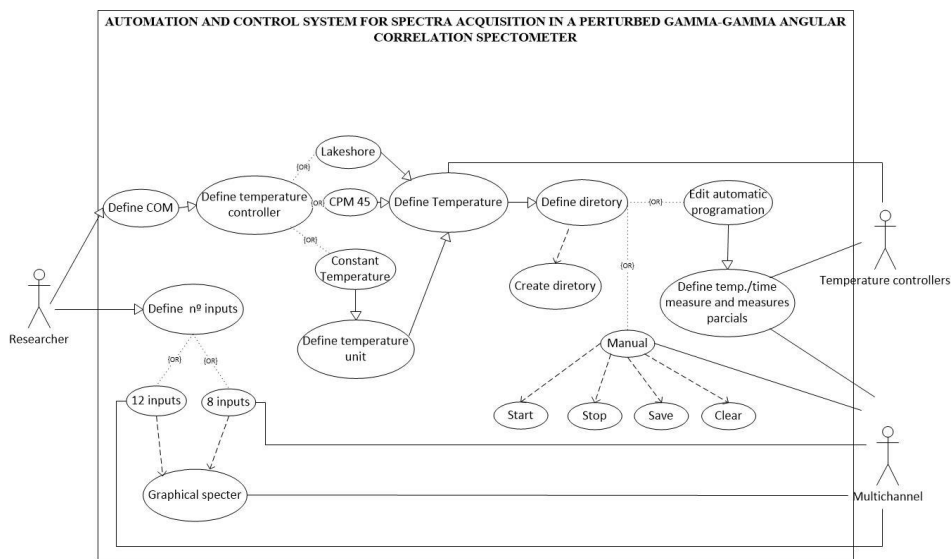 AUTOMATION AND CONTROL SYSTEM FOR SPECTRA ACQUISITION IN A PERTURBED GAMMA-GAMMA ANGULAR
CORRELATION SPECTOMETER
Lakeshore
{OR}
Define COM
Define temperature
controller
{OR}
CPM 45
Define Temperature
Define diretory
{OR}
Edit automatic
programation
{OR}
Constant
Temperature
{OR}
Create diretory
Temperature controllers
Define temp./time
measure and measures
parcials
Researcher
Define nº inputs
Define temperature
unit
Manual
{OR}
{OR}
12 inputs
8 inputs
Start
Stop
Save
Clear
Graphical specter
Multichannel